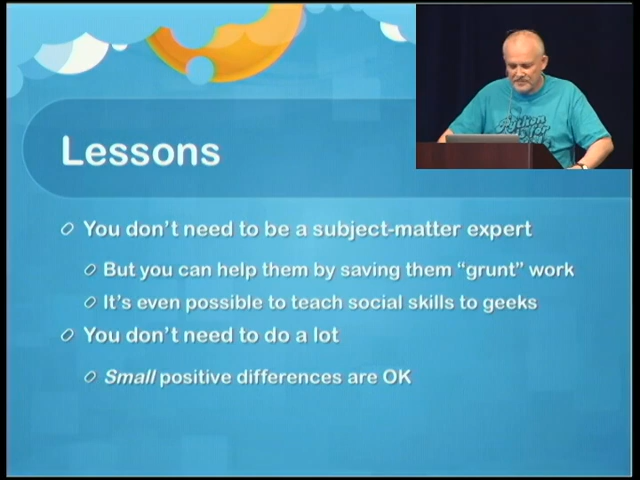 Lessons
You don't need to be a subject-matter expert
But you can help them by saving them "grunt" work
It's even possible to teach social skills to geeks
You don't need to do a lot
Small positive differences are OK
Python